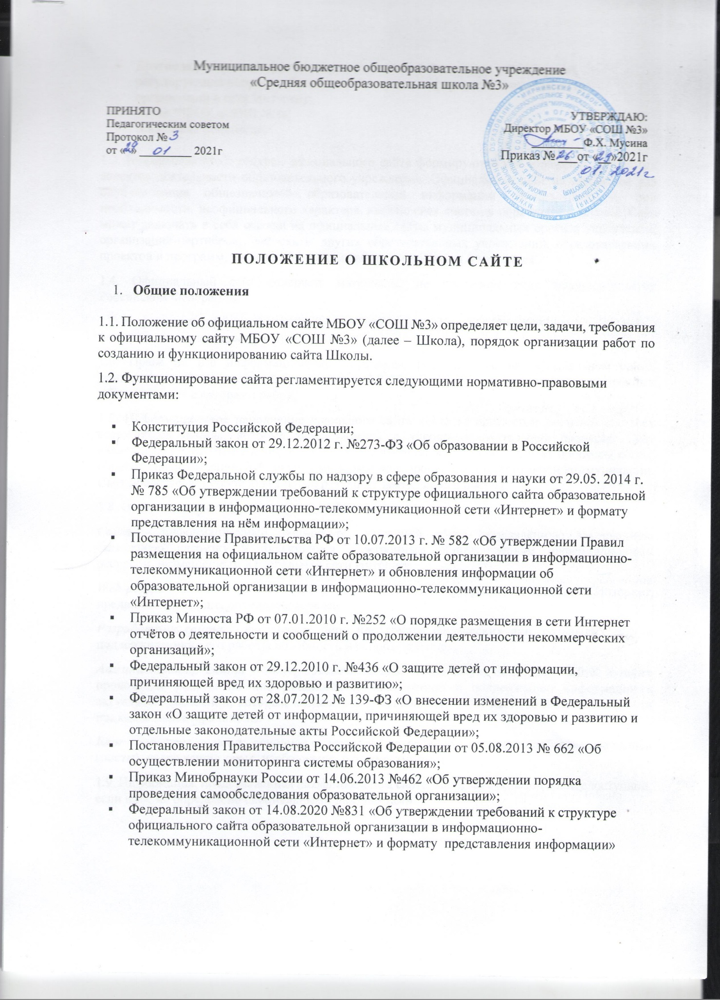 Муниципальное бюджетное общеобразовательное учреждение
«Средняя общеобразовательная школа №3»
ПРИНЯТО
Педагогическим советом
Протокол № 3
от «29» 01 2021г
УТВЕРЖДАЮ:
Директор МБОУ «СОШ №3»
Ф.Х. Мусина
Приказ № 26 от «29»2021г
01. 2021г
ПОЛОЖЕНИЕ О ШКОЛЬНОМ САЙТЕ
1. Общие положения
1.1. Положение об официальном сайте МБОУ «СОШ №3» определяет цели, задачи, требования
к официальному сайту МБОУ «СОШ №3» (далее – Школа), порядок организации работ по
созданию и функционированию сайта Школы.
1.2. Функционирование сайта регламентируется следующими нормативно-правовыми
документами:
▪ Конституция Российской Федерации;
▪ Федеральный закон от 29.12.2012 г. №273-ФЗ «Об образовании в Российской
Федерации»;
▪ Приказ Федеральной службы по надзору в сфере образования и науки от 29.05. 2014 г.
№ 785 «Об утверждении требований к структуре официального сайта образовательной
организации в информационно-телекоммуникационной сети «Интернет» и формату
представления на нём информации»;
▪ Постановление Правительства РФ от 10.07.2013 г. № 582 «Об утверждении Правил
размещения на официальном сайте образовательной организации в информационно-
телекоммуникационной сети «Интернет» и обновления информации об
образовательной организации в информационно-телекоммуникационной сети
«Интернет»;
▪ Приказ Минюста РФ от 07.01.2010 г. №252 «О порядке размещения в сети Интернет
отчётов о деятельности и сообщений о продолжении деятельности некоммерческих
организаций»;
▪ Федеральный закон от 29.12.2010 г. №436 «О защите детей от информации,
причиняющей вред их здоровью и развитию»;
▪ Федеральный закон от 28.07.2012 № 139-ФЗ «О внесении изменений в Федеральный
закон «О защите детей от информации, причиняющей вред их здоровью и развитию и
отдельные законодательные акты Российской Федерации»;
▪ Постановления Правительства Российской Федерации от 05.08.2013 № 662 «Об
осуществлении мониторинга системы образования»;
▪ Приказ Минобрнауки России от 14.06.2013 №462 «Об утверждении порядка
проведения самообследования образовательной организации»;
▪ Федеральный закон от 14.08.2020 №831 «Об утверждении требований к структуре
официального сайта образовательной организации в информационно-
телекоммуникационной сети «Интернет» и формату представления информации»